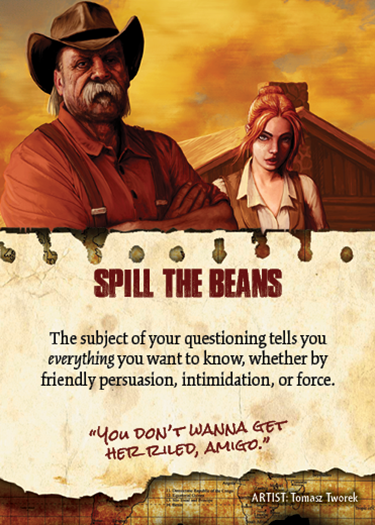 SPILL THE BEANS
The subject of your questioning tells you
everything you want to know, whether by
friendly persuasion, intimidation, or force.
“YOU DON’T WANNA GET
HER RILED, AMIGO.”
ARTIST: Tomasz Tworek